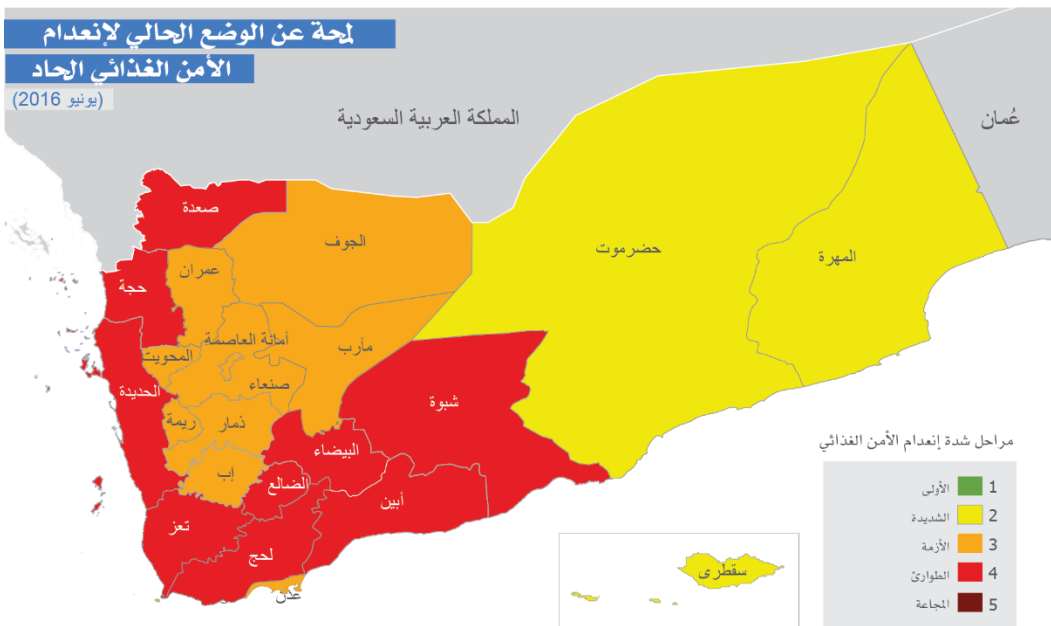 لمحة عن الوضع الحالي لإنعدام
الأمن الغذائي الحاد
(يونيو 2016)
المملكة العربية السعودية
عُمان
صعدة
الجوف
حضرموت
المهرة
عمران
حجة
أمانة العاصمة
مأرب
المحويت
صنعاء
الحديدة
شبوة
ريمة
ذمار
البيضاء
إب
الضالع
أبين
تعز
لحج
عدن
سقطرى
مراحل شدة إنعدام الأمن الغذائي
1 الأولى
2 الشديدة
3 الأزمة
4 الطوارئ
5 المجاعة